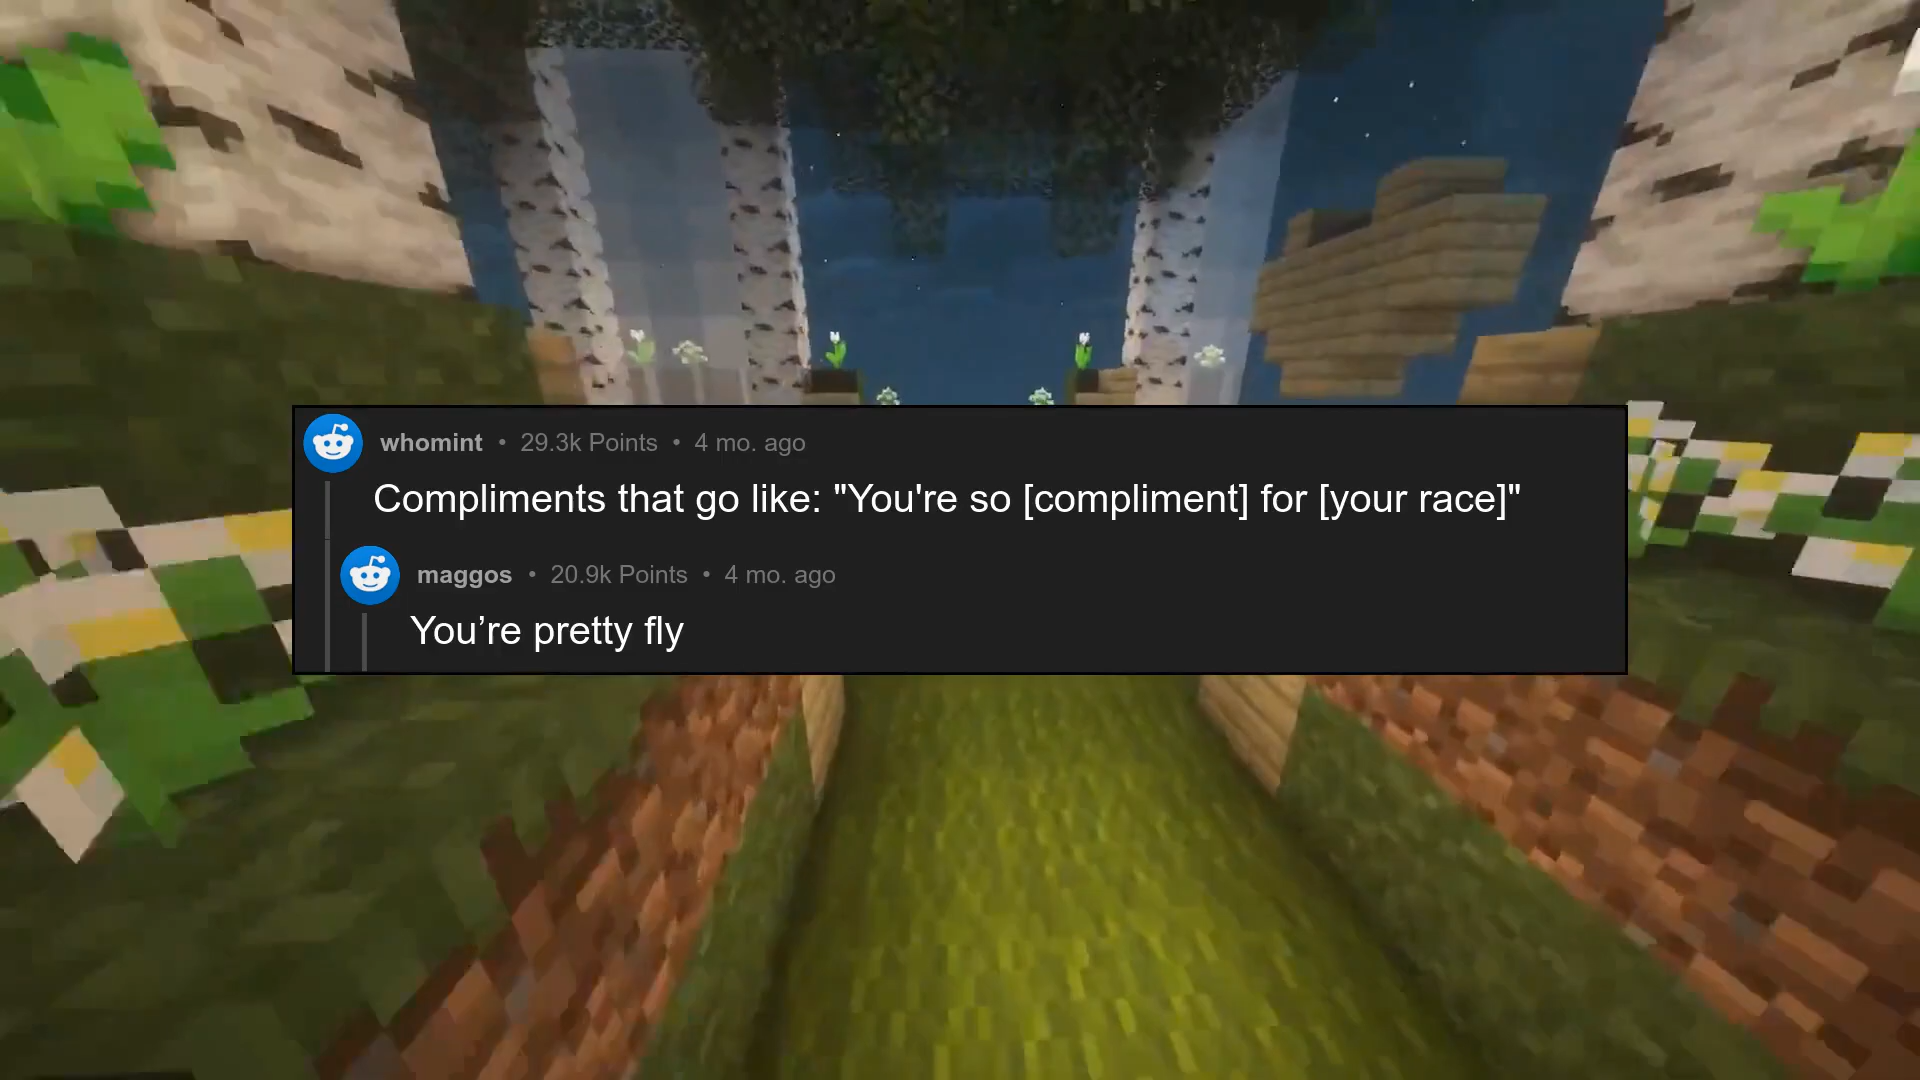 whomint • 29.3k Points • 4 mo. ago
Compliments that go like: "You're so [compliment] for [your race]"
maggos • 20.9k Points • 4 mo. ago
You’re pretty fly